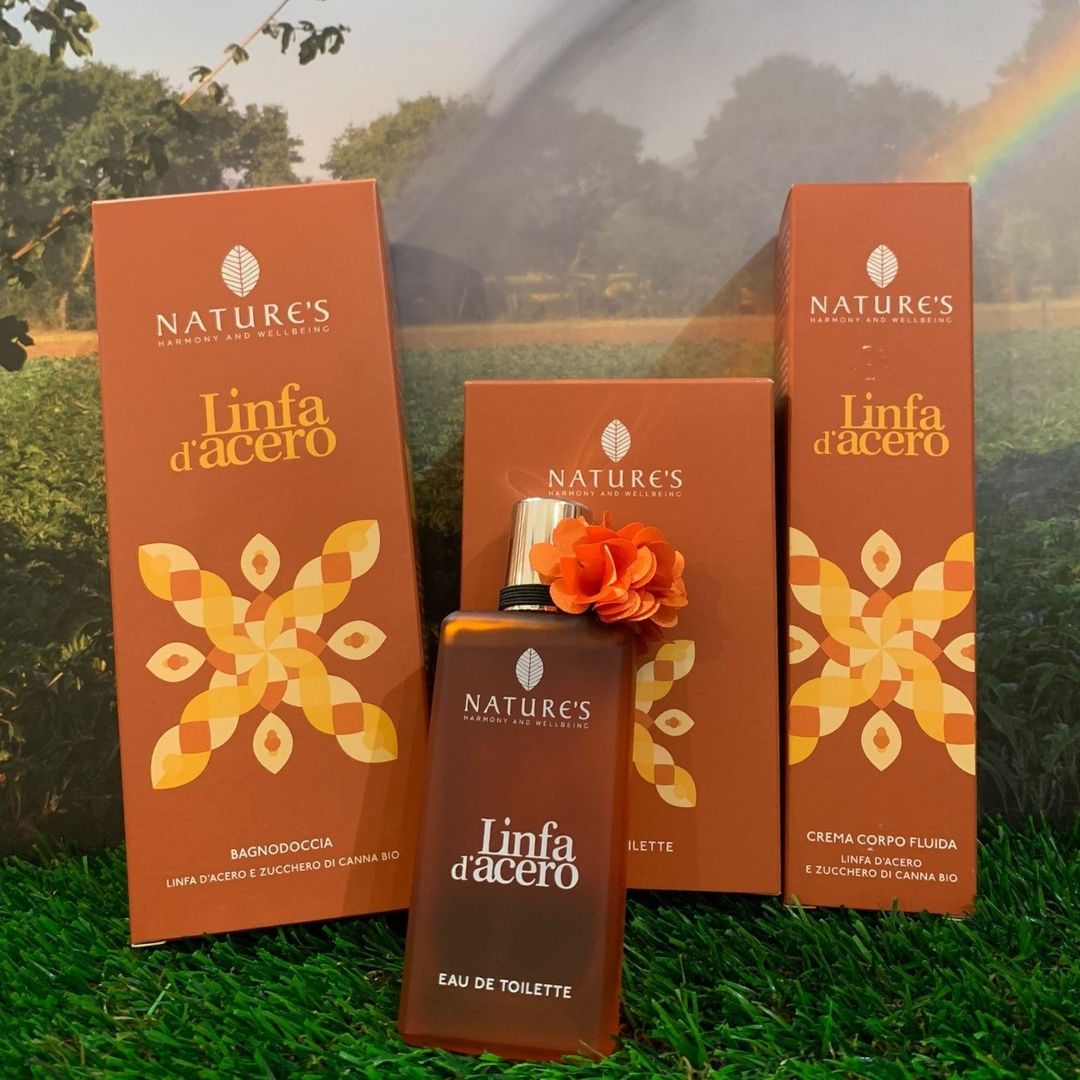 NATURE'S
HARMONY AND WELLBEING
Linfa
d'acero
BAGNODOCCIA
LINFA D'ACERO E ZUCCHERO DI CANNA BIO
NATURE'S
HARMONY AND WELLBEING
NATURE'S
HARMONY AND WELLBEING
Linfa
d'acero
EAU DE TOILETTE
NATURE'S
HARMONY AND WELLBEING
Linfa
d'acero
CREMA CORPO FLUIDA
LINFA D'ACERO
E ZUCCHERO DI CANNA BIO